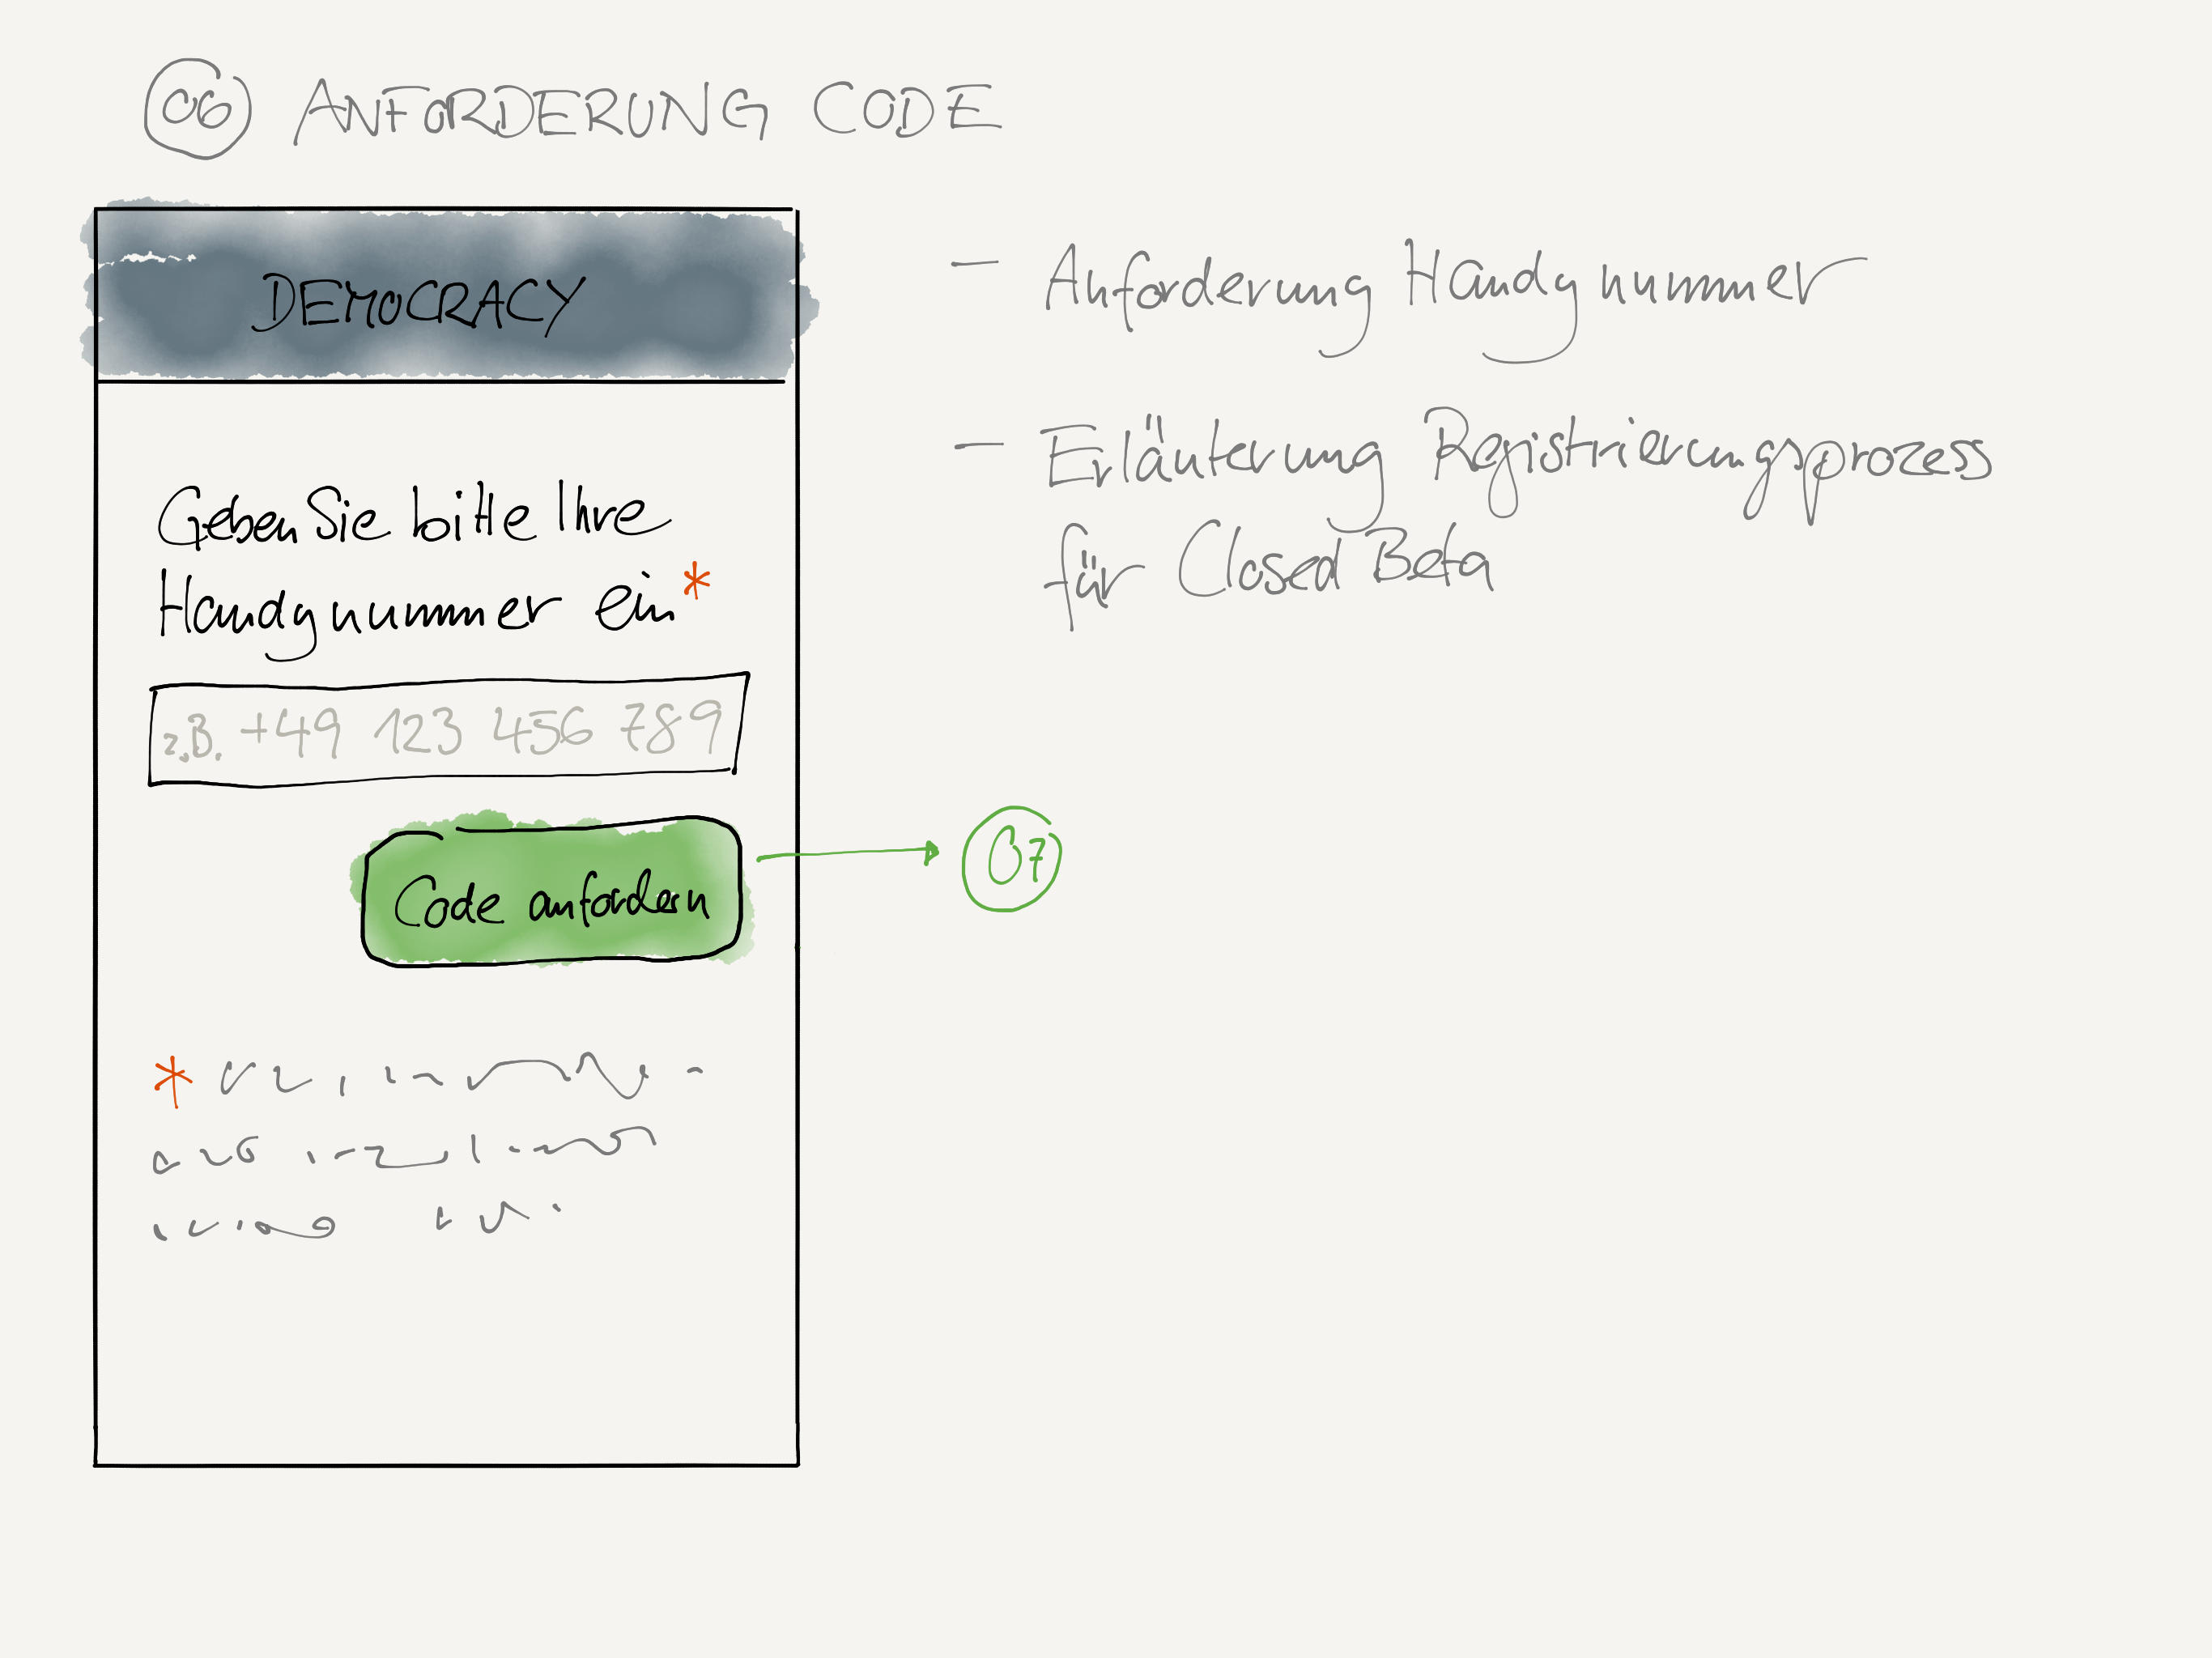 06 ANFORDERUNG CODE
DEMOCRACY
Geben Sie bitte Ihre
Handynummer ein*
z.B. +49 123 456 789
Code anfordern
07
*
- Anforderung Handynummer
- Erläuterung Registrierungsprozess
für Closed Beta